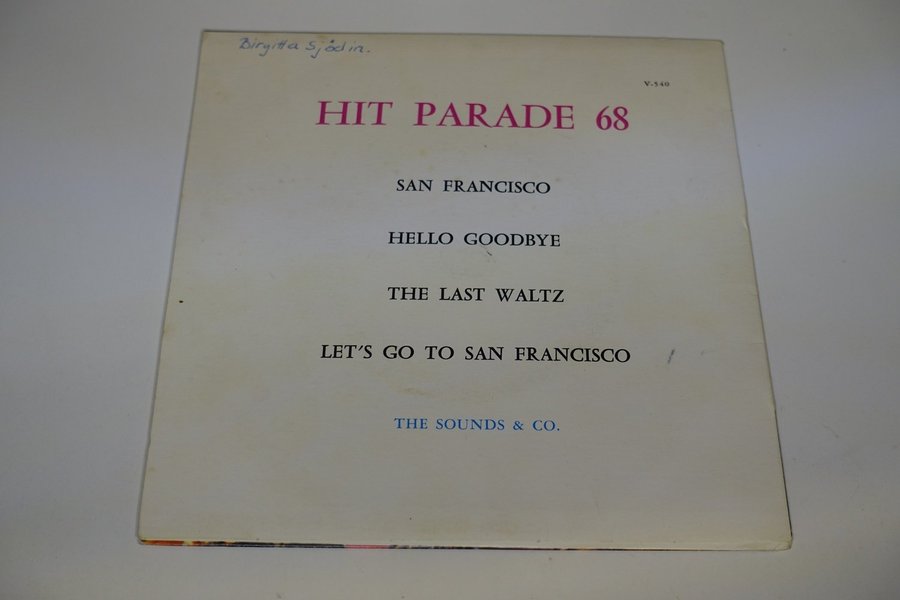 Birgitta Sjödin.
V-540
HIT PARADE 68
SAN FRANCISCO
HELLO GOODBYE
THE LAST WALTZ
LET'S GO TO SAN FRANCISCO
THE SOUNDS & CO.